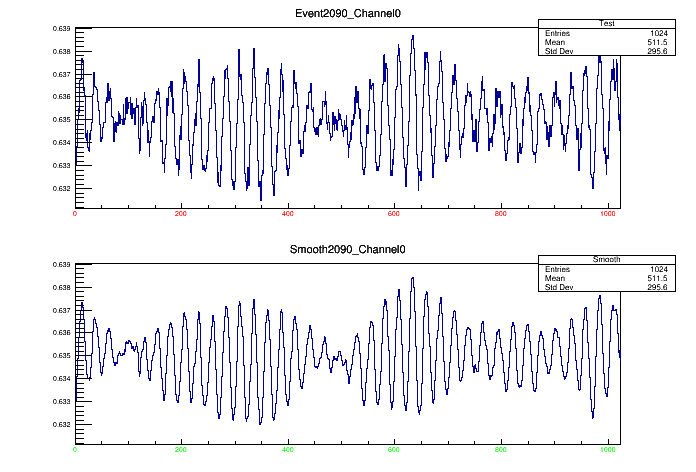 Event2090_Channel0
Test
Entries 1024
Mean 511.5
Std Dev 295.6
0.639
0.638
0.637
0.636
0.635
0.634
0.633
0.632
0 200 400 600 800 1000
Smooth2090_Channel0
Smooth
Entries 1024
Mean 511.5
Std Dev 295.6
0.639
0.638
0.637
0.636
0.635
0.634
0.633
0.632
0 200 400 600 800 1000